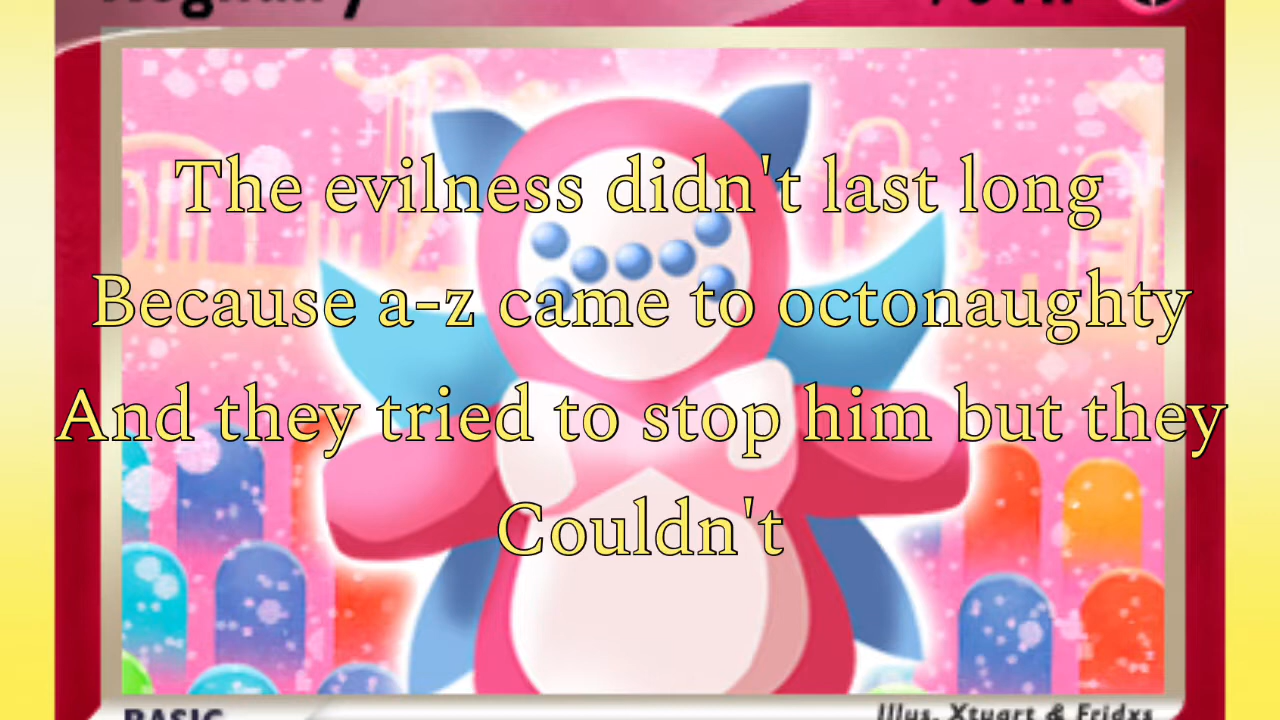 The evilness didn't last long
Because a-z came to octonaughty
And they tried to stop him but they
Couldn't
BASIC
Illus. Xtuart & Fridxs